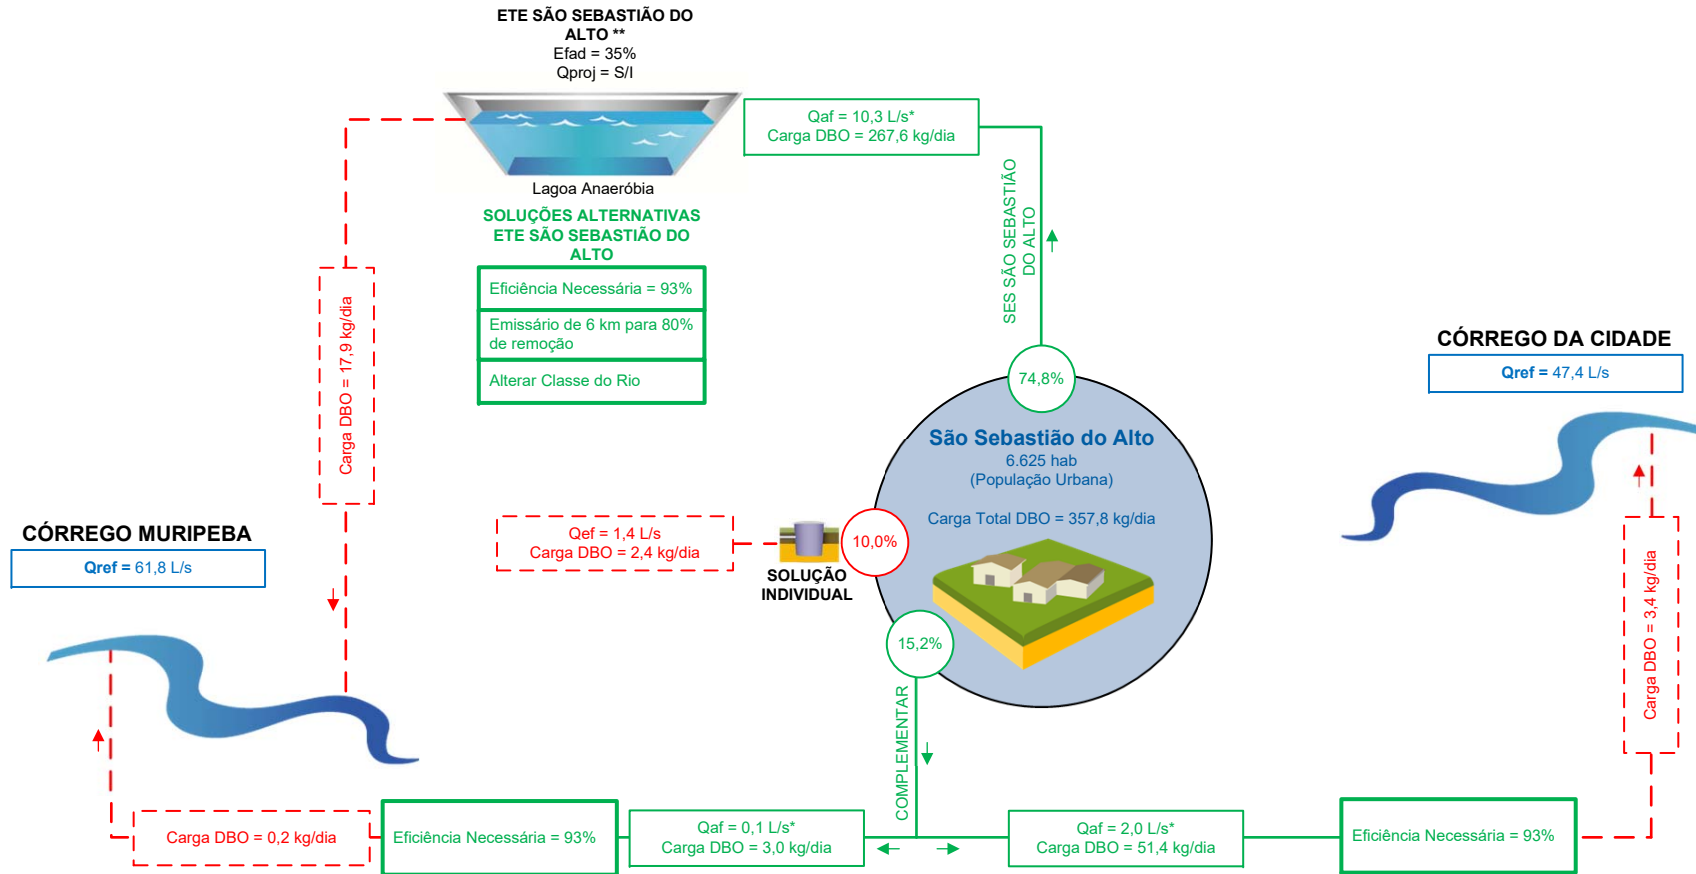 ETE SÃO SEBASTIÃO DO
ALTO **
Efad = 35%
Qproj = S/I
Lagoa Anaeróbia
Qaf = 10,3 L/s*
Carga DBO = 267,6 kg/dia
SES SÃO SEBASTIÃO
DO ALTO
SOLUÇÕES ALTERNATIVAS
ETE SÃO SEBASTIÃO DO
ALTO
Eficiência Necessária = 93%
Emissário de 6 km para 80%
de remoção
Alterar Classe do Rio
Carga DBO = 17,9 kg/dia
CÓRREGO DA CIDADE
Qref = 47,4 L/s
74,8%
São Sebastião do Alto
6.625 hab
(População Urbana)
Carga Total DBO = 357,8 kg/dia
CÓRREGO MURIPEBA
Qref = 61,8 L/s
Qef = 1,4 L/s
Carga DBO = 2,4 kg/dia
SOLUÇÃO
INDIVIDUAL
10,0%
15,2%
COMPLEMENTAR
Carga DBO = 3,4 kg/dia
Carga DBO = 0,2 kg/dia
Eficiência Necessária = 93%
Qaf = 0,1 L/s*
Carga DBO = 3,0 kg/dia
Qaf = 2,0 L/s*
Carga DBO = 51,4 kg/dia
Eficiência Necessária = 93%